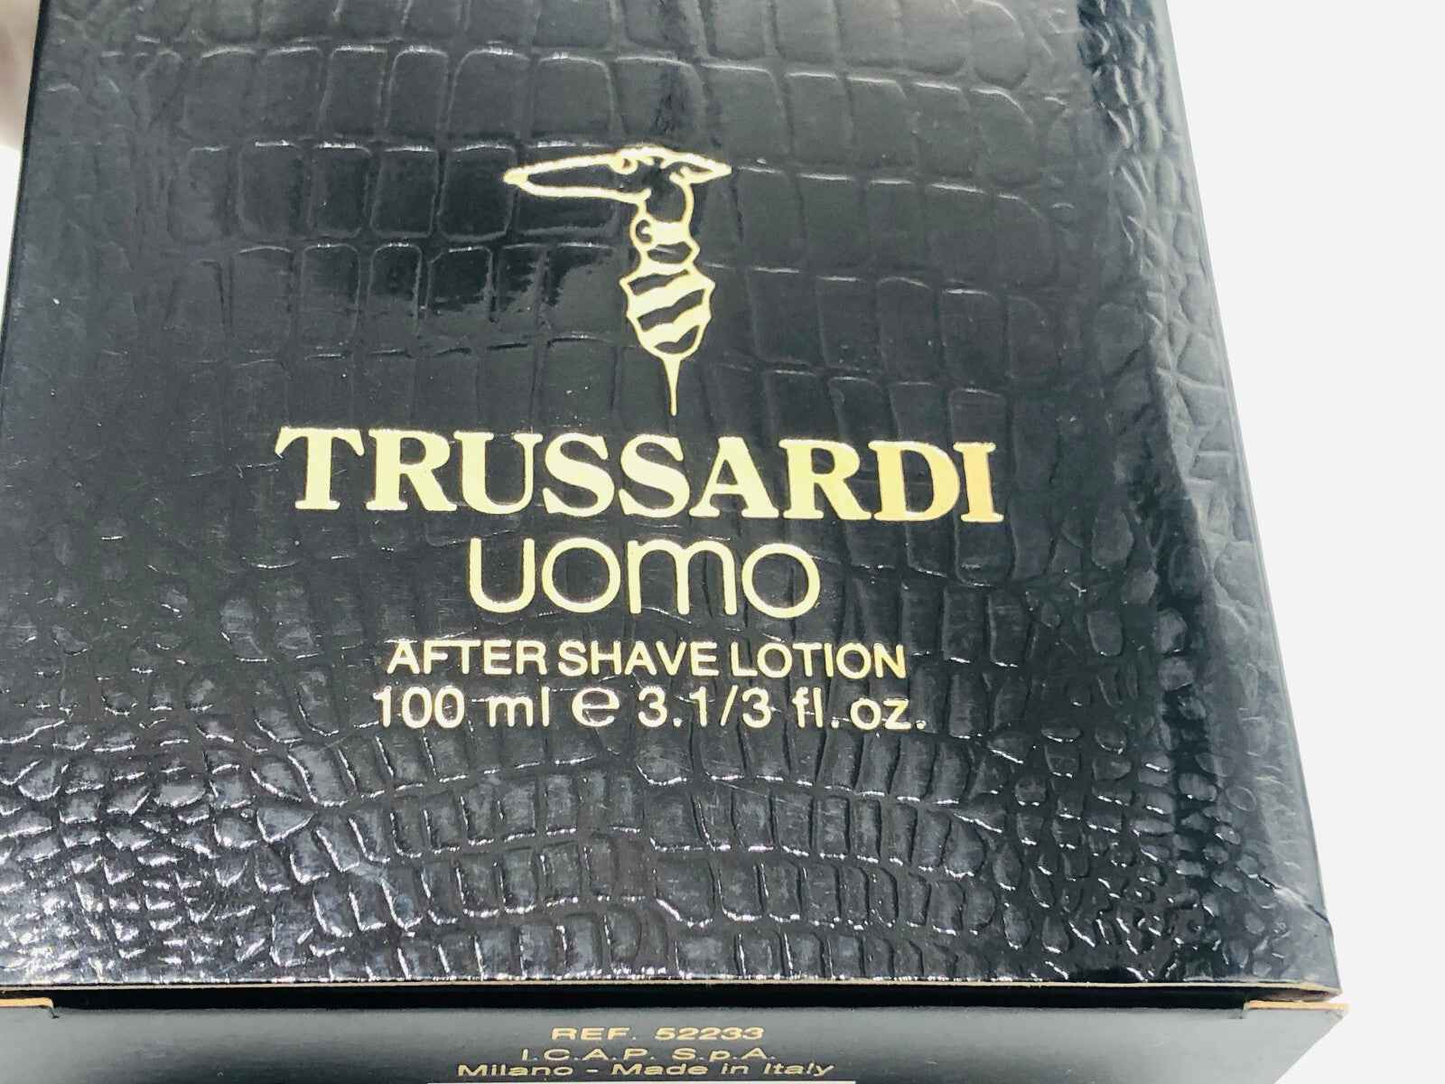 TRUSSARDI
uomo
AFTER SHAVE LOTION
100 ml ℮ 3.1/3 fl. oz.
REF. 52233
I.C.A.P. S.p.A.
Milano - Made in Italy